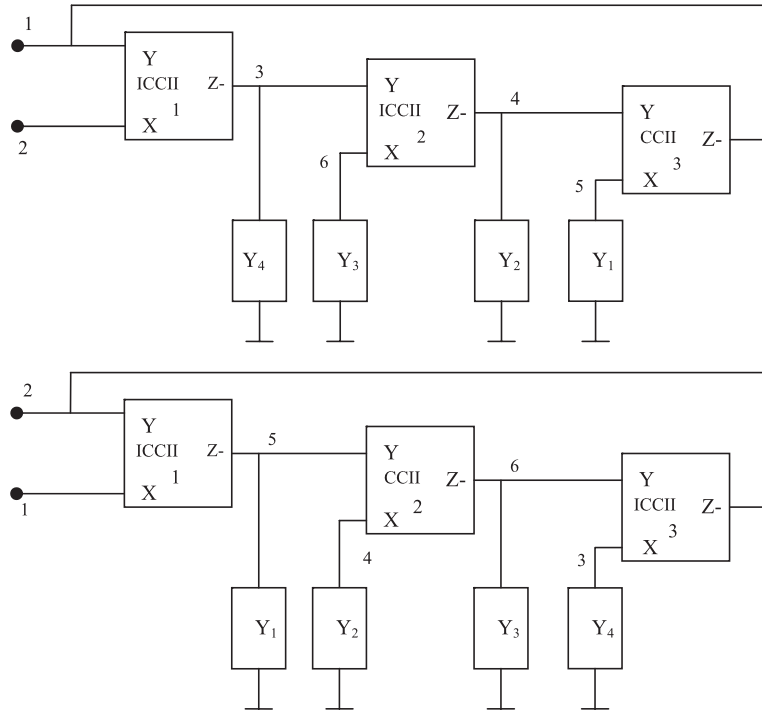 1
Y
ICCII
Z-
1
X
2
3
Y
ICCII
Z-
2
X
6
4
Y
CCII
Z-
3
X
5
Y4
Y3
Y2
Y1
2
Y
ICCII
Z-
1
X
1
5
Y
CCII
Z-
2
X
4
6
Y
ICCII
Z-
3
X
3
Y1
Y2
Y3
Y4